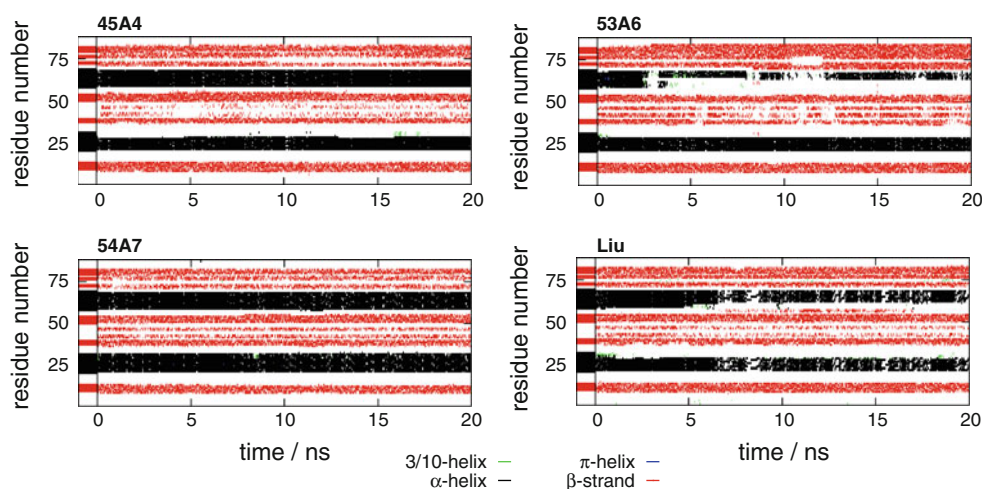 45A4
residue number
75
50
25
0 5 10 15 20
53A6
residue number
75
50
25
0 5 10 15 20
54A7
residue number
75
50
25
0 5 10 15 20
time / ns
Liu
residue number
75
50
25
0 5 10 15 20
time / ns
3/10-helix
α-helix
π-helix
β-strand